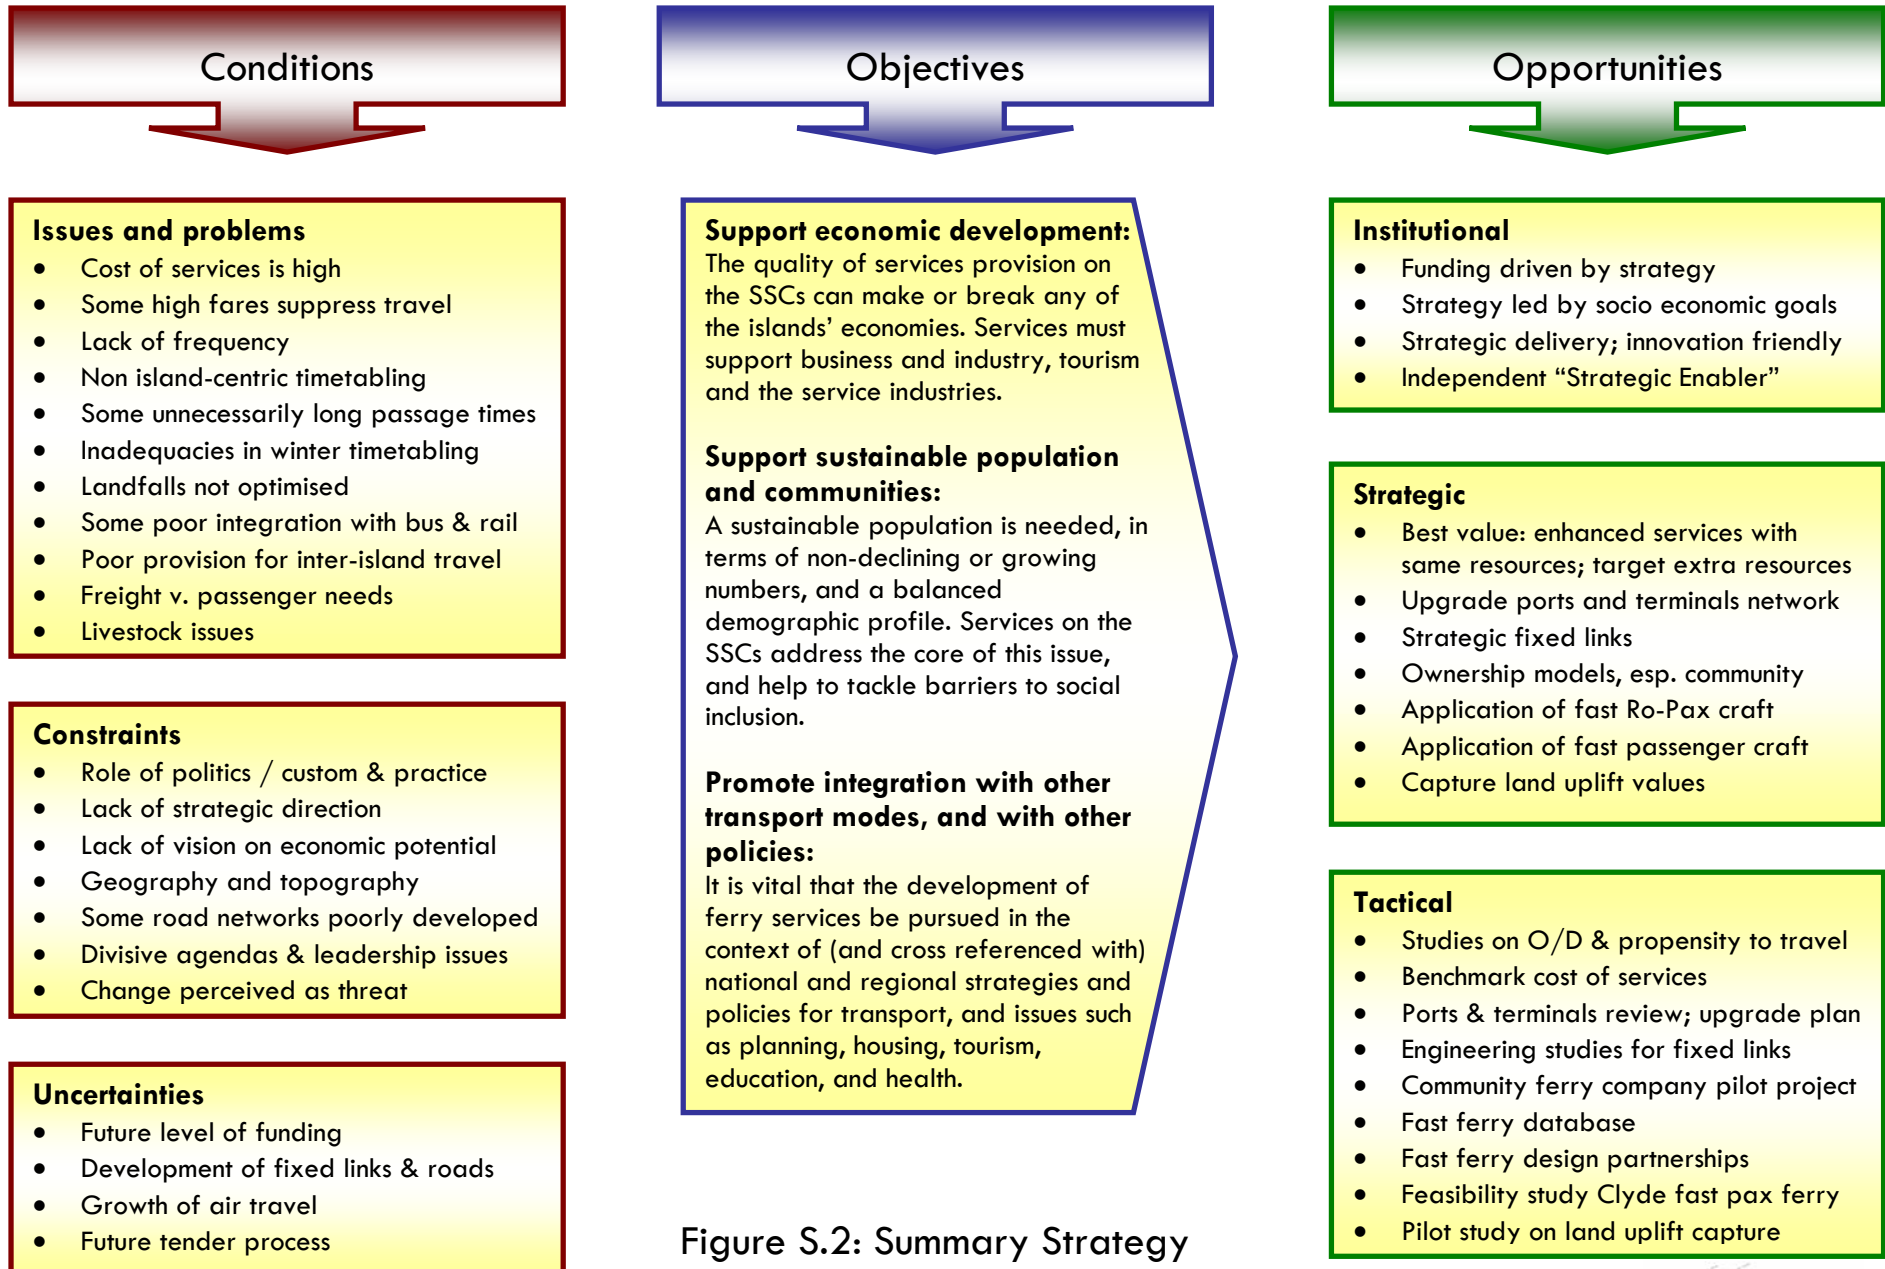 Conditions
Issues and problems
• Cost of services is high
• Some high fares suppress travel
• Lack of frequency
• Non island-centric timetabling
• Some unnecessarily long passage times
• Inadequacies in winter timetabling
• Landfalls not optimised
• Some poor integration with bus & rail
• Poor provision for inter-island travel
• Freight v. passenger needs
• Livestock issues
Constraints
• Role of politics / custom & practice
• Lack of strategic direction
• Lack of vision on economic potential
• Geography and topography
• Some road networks poorly developed
• Divisive agendas & leadership issues
• Change perceived as threat
Uncertainties
• Future level of funding
• Development of fixed links & roads
• Growth of air travel
• Future tender process
Objectives
Support economic development:
The quality of services provision on
the SSCs can make or break any of
the islands’ economies. Services must
support business and industry, tourism
and the service industries.
Support sustainable population
and communities:
A sustainable population is needed, in
terms of non-declining or growing
numbers, and a balanced
demographic profile. Services on the
SSCs address the core of this issue,
and help to tackle barriers to social
inclusion.
Promote integration with other
transport modes, and with other
policies:
It is vital that the development of
ferry services be pursued in the
context of (and cross referenced with)
national and regional strategies and
policies for transport, and issues such
as planning, housing, tourism,
education, and health.
Opportunities
Institutional
• Funding driven by strategy
• Strategy led by socio economic goals
• Strategic delivery; innovation friendly
• Independent “Strategic Enabler”
Strategic
• Best value: enhanced services with
same resources; target extra resources
• Upgrade ports and terminals network
• Strategic fixed links
• Ownership models, esp. community
• Application of fast Ro-Pax craft
• Application of fast passenger craft
• Capture land uplift values
Tactical
• Studies on O/D & propensity to travel
• Benchmark cost of services
• Ports & terminals review; upgrade plan
• Engineering studies for fixed links
• Community ferry company pilot project
• Fast ferry database
• Fast ferry design partnerships
• Feasibility study Clyde fast pax ferry
• Pilot study on land uplift capture
Figure S.2: Summary Strategy